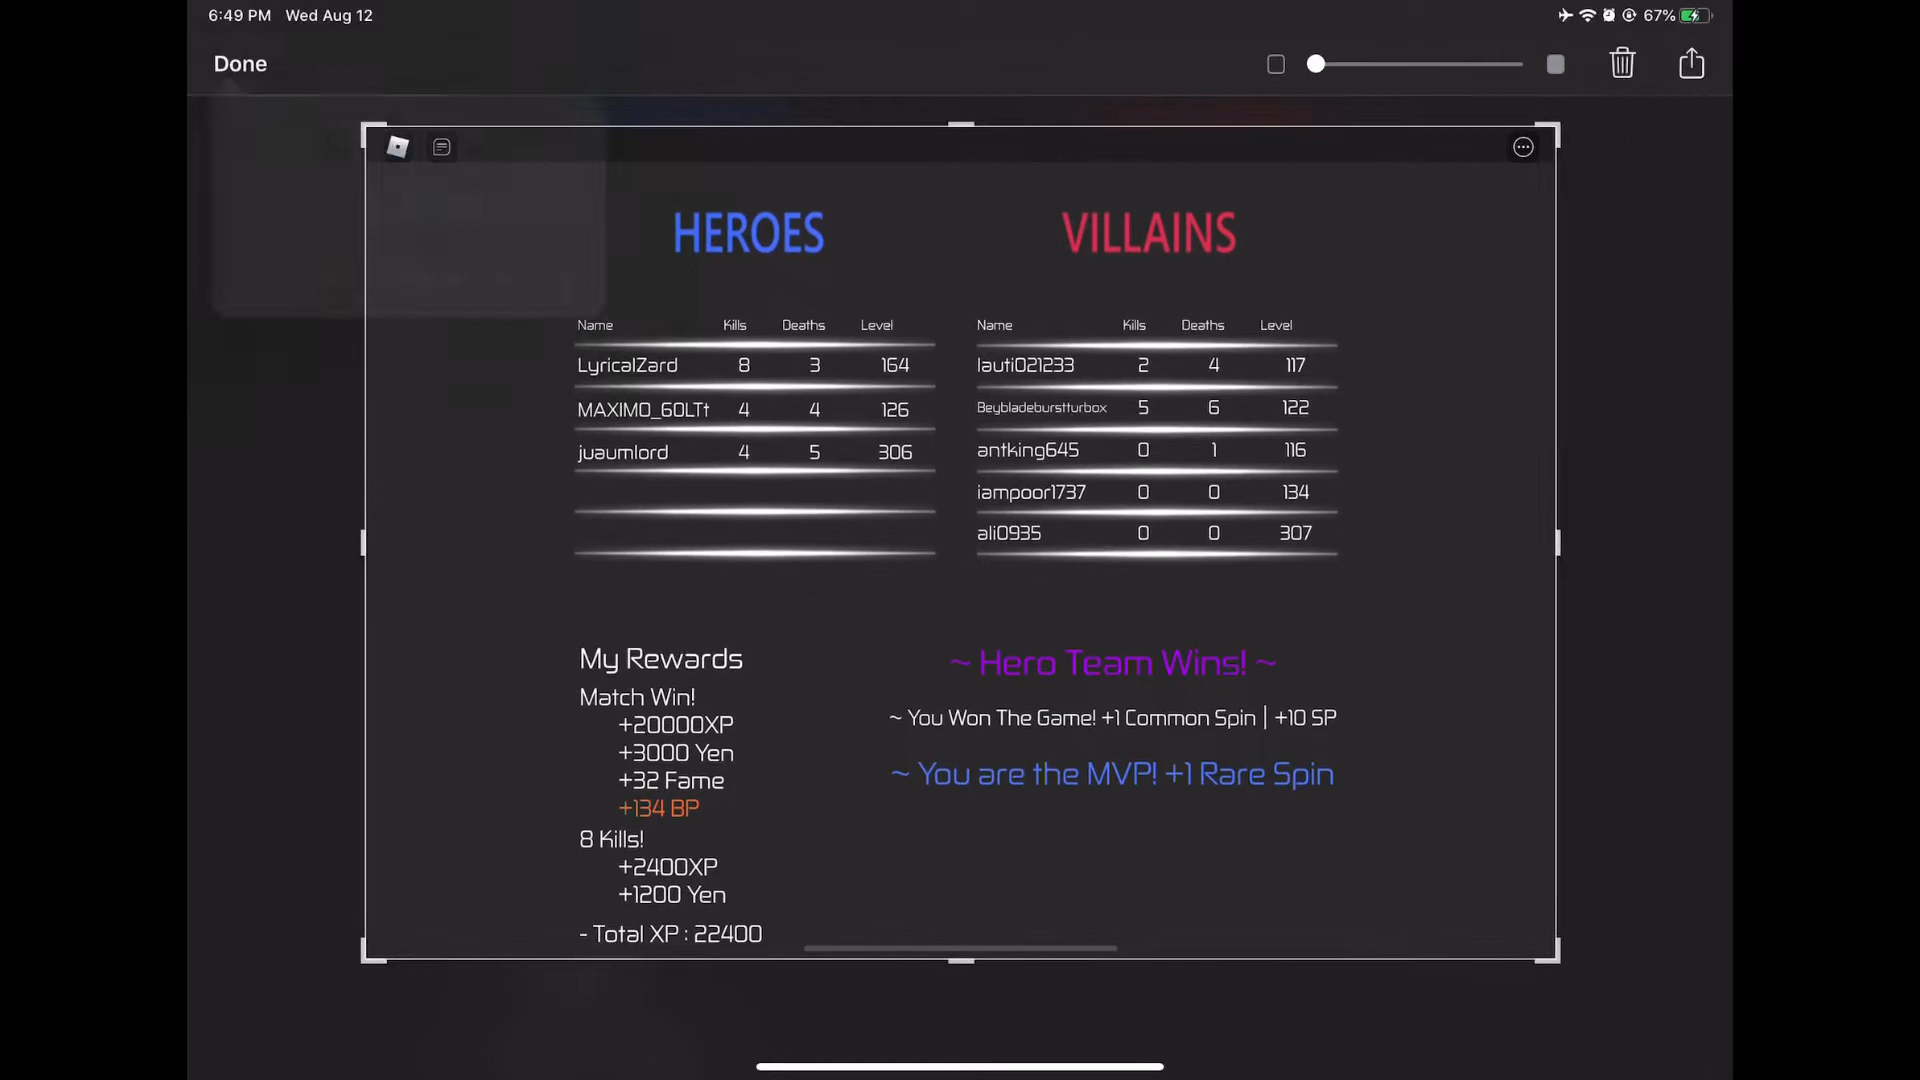 6:49 PM Wed Aug 12
67%
Done
HEROES
VILLAINS
Name Kills Deaths Level
LyricalZard 8 3 164
MAXIMO_GOLTt 4 4 126
juaumlord 4 5 306
Name Kills Deaths Level
lauti021233 2 4 117
Beybladeburstturbox 5 6 122
antking645 0 1 116
iampoor1737 0 0 134
ali0935 0 0 307
My Rewards
Match Win!
+20000XP
+3000 Yen
+32 Fame
+134 BP
8 Kills!
+2400XP
+1200 Yen
- Total XP : 22400
~ Hero Team Wins! ~
~ You Won The Game! +1 Common Spin | +10 SP
~ You are the MVP! +1 Rare Spin